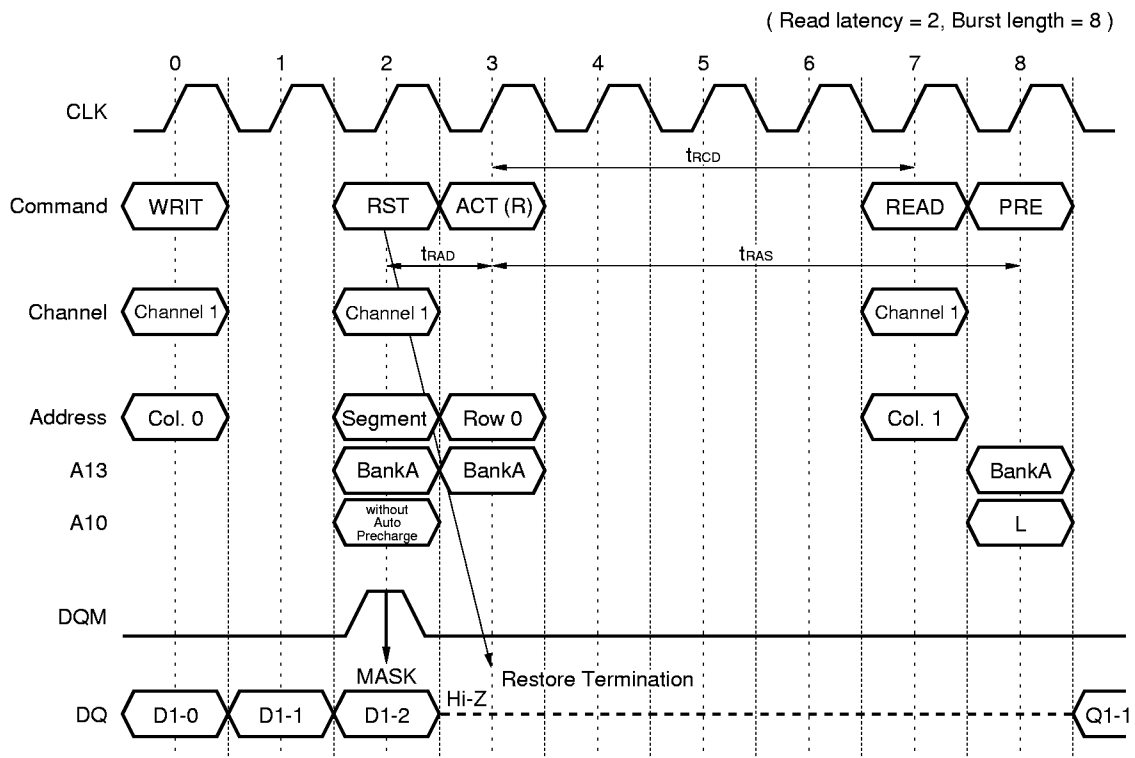 ( Read latency = 2, Burst length = 8 )
0 1 2 3 4 5 6 7 8
CLK
tRCD
Command WRIT RST ACT (R) READ PRE
tRAD tRAS
Channel Channel 1 Channel 1 Channel 1
Address Col. 0 Segment Row 0 Col. 1
A13 BankA BankA BankA
A10 without Auto Precharge L
DQM
MASK Restore Termination
Hi-Z
DQ D1-0 D1-1 D1-2 Q1-1